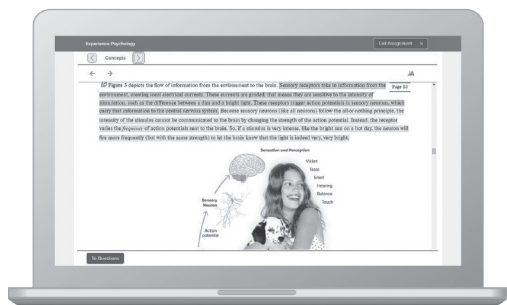 Experience Psychology
Exit Assignment ×
Concepts
Page 93
Figure 3 depicts the flow of information from the environment to the brain. Sensory receptors take in information from the
environment, creating local electrical currents. These currents are graded; that means they are sensitive to the intensity of
stimulation, such as the difference between a dim and a bright light. These receptors trigger action potentials in sensory neurons, which
carry that information to the central nervous system. Because sensory neurons (like all neurons) follow the all-or-nothing principle, the
intensity of the stimulus cannot be communicated to the brain by changing the strength of the action potential. Instead, the receptor
varies the frequency of action potentials sent to the brain. So, if a stimulus is very intense, like the bright sun on a hot day, the neuron will
fire more frequently (but with the same strength) to let the brain know that the light is indeed very, very bright.
Sensation and Perception
Vision
Taste
Smell
Hearing
Balance
Touch
Sensory
Neuron
Action
potential
To Questions